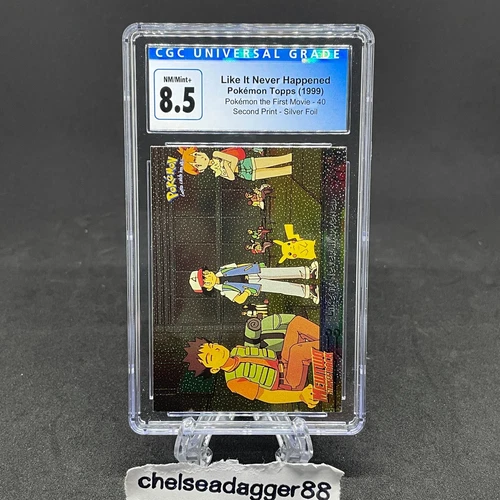 CGC UNIVERSAL GRADE
NM/Mint+
8.5
Like It Never Happened
Pokémon Topps (1999)
Pokémon the First Movie - 40
Second Print - Silver Foil
POKéMON
chelseadagger88